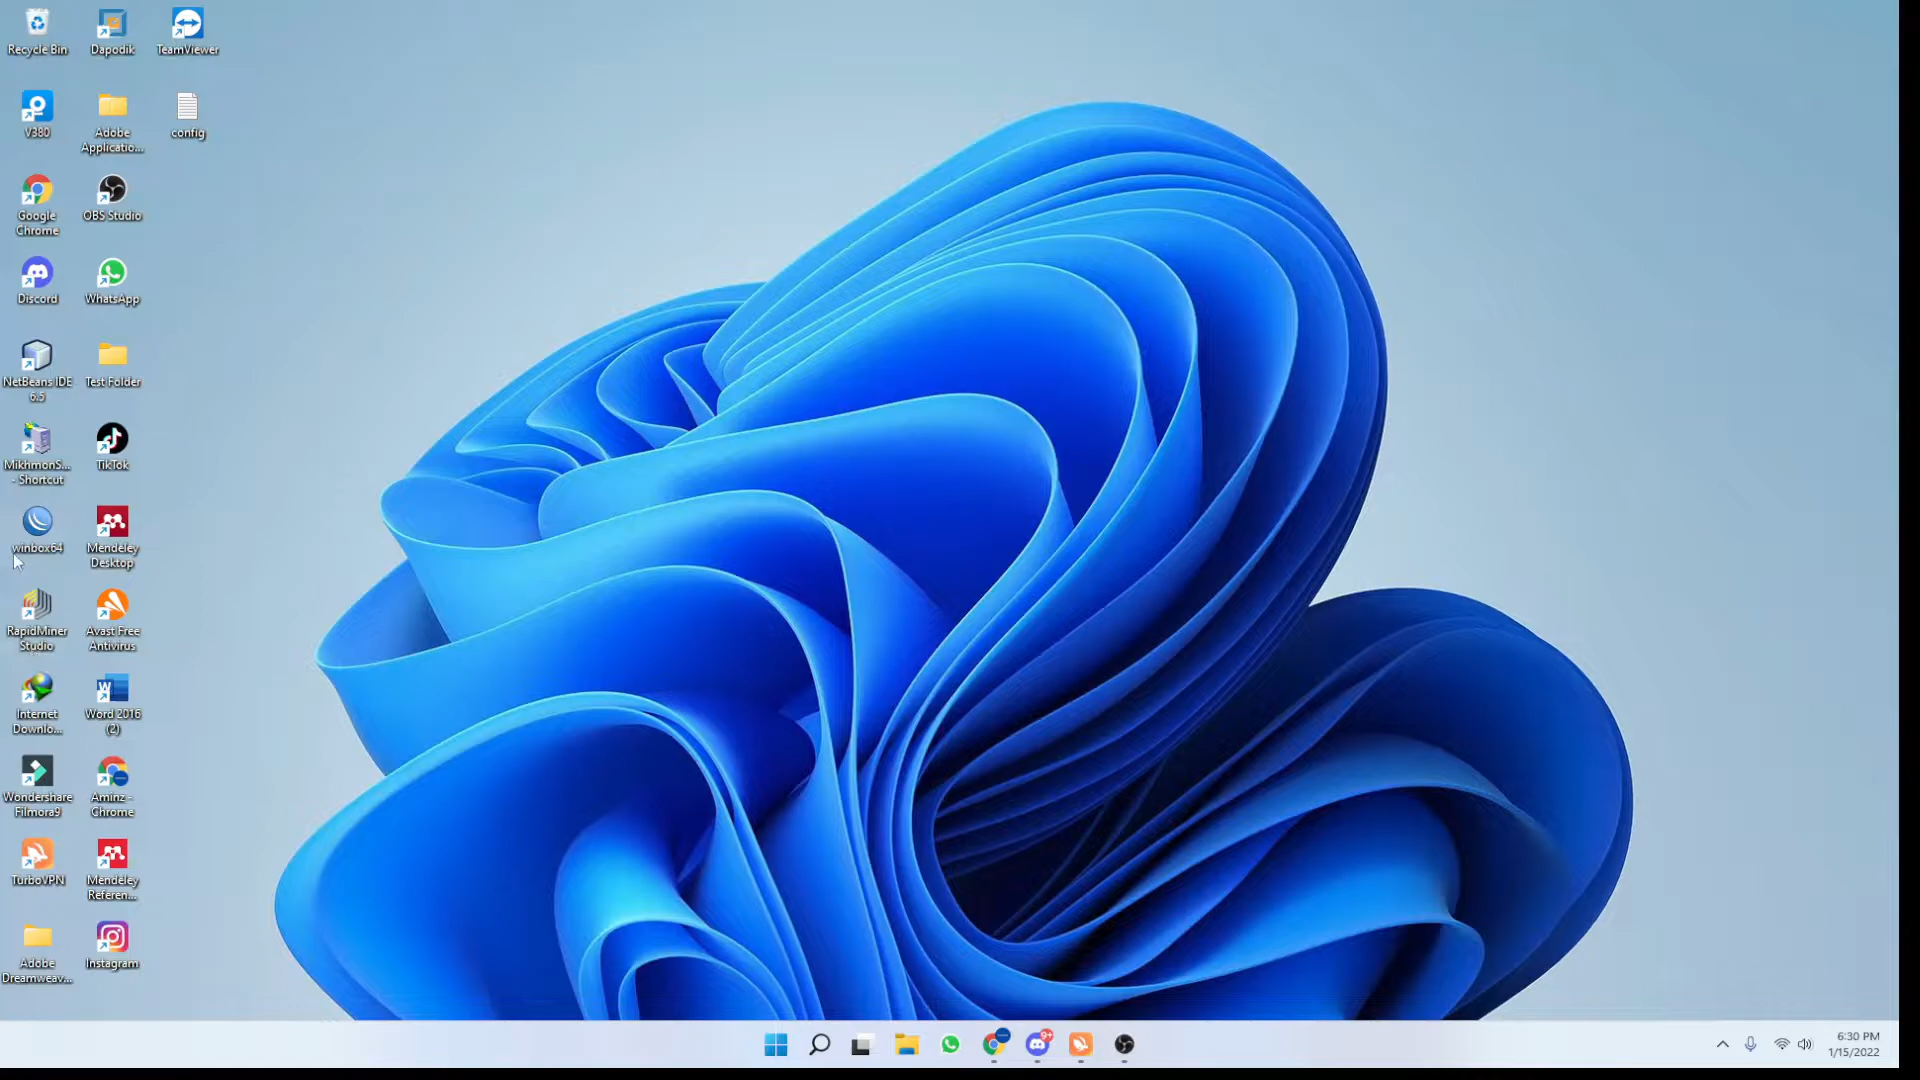 Recycle Bin
Dapodik
TeamViewer
V380
Adobe
Applicatio...
config
Google
Chrome
OBS Studio
Discord
WhatsApp
NetBeans IDE
6.5
Test Folder
MikhmonS...
- Shortcut
TikTok
winbox64
Mendeley
Desktop
RapidMiner
Studio
Avast Free
Antivirus
Internet
Downlo...
Word 2016
(2)
Wondershare
Filmora9
Aminz -
Chrome
TurboVPN
Mendeley
Referen...
Adobe
Dreamweav...
Instagram
9+
6:30 PM
1/15/2022